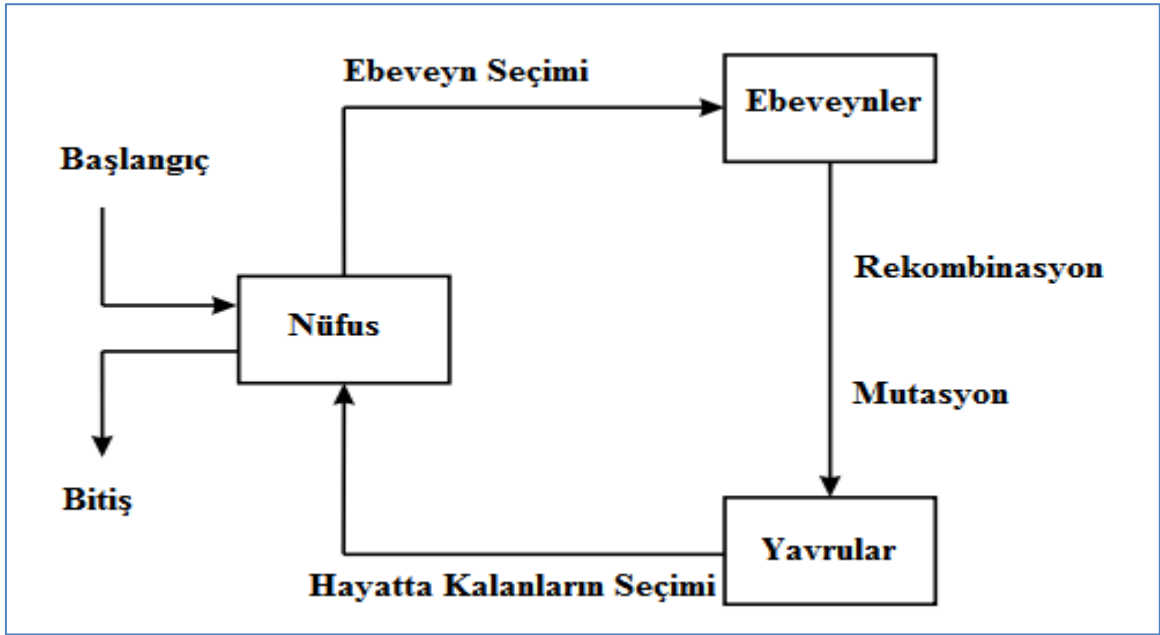 Ebeveyn Seçimi
Ebeveynler
Başlangıç
Rekombinasyon
Nüfus
Mutasyon
Bitiş
Yavrular
Hayatta Kalanların Seçimi